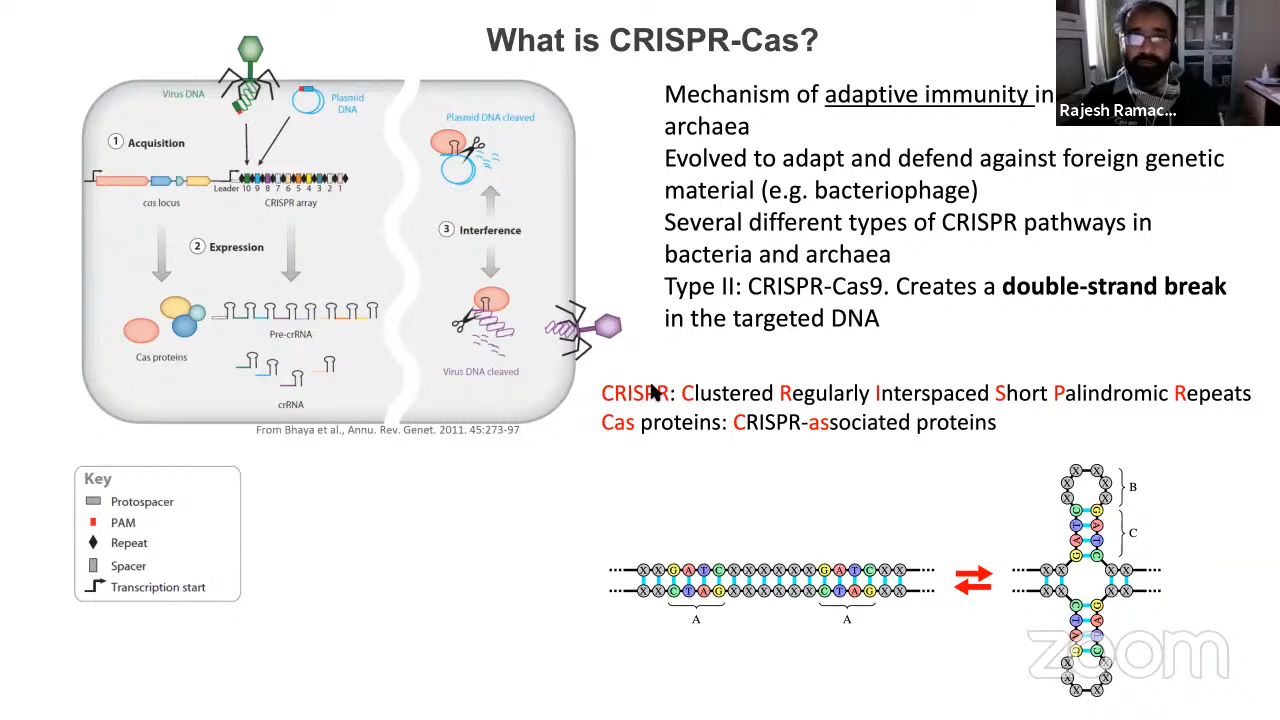 What is CRISPR-Cas?
Rajesh Ramac...
Mechanism of adaptive immunity in
archaea
Evolved to adapt and defend against foreign genetic
material (e.g. bacteriophage)
Several different types of CRISPR pathways in
bacteria and archaea
Type II: CRISPR-Cas9. Creates a double-strand break
in the targeted DNA
CRISPR: Clustered Regularly Interspaced Short Palindromic Repeats
Cas proteins: CRISPR-associated proteins
Virus DNA
Plasmid
DNA
1 Acquisition
Leader 10 9 8 7 6 5 4 3 2 1
cas locus
CRISPR array
2 Expression
Cas proteins
Pre-crRNA
crRNA
Plasmid DNA cleaved
3 Interference
Virus DNA cleaved
From Bhaya et al., Annu. Rev. Genet. 2011. 45:273-97
Key
Protospacer
PAM
Repeat
Spacer
Transcription start
X X G A T C X X X X X X G A T C X X
X X C T A G X X X X X X C T A G X X
A A
X X
X X
X X
C G
T A
A T
G C
X X X X
X X X X
C G
T A
A T
G C
X X
X X
X X
B
C
zoom